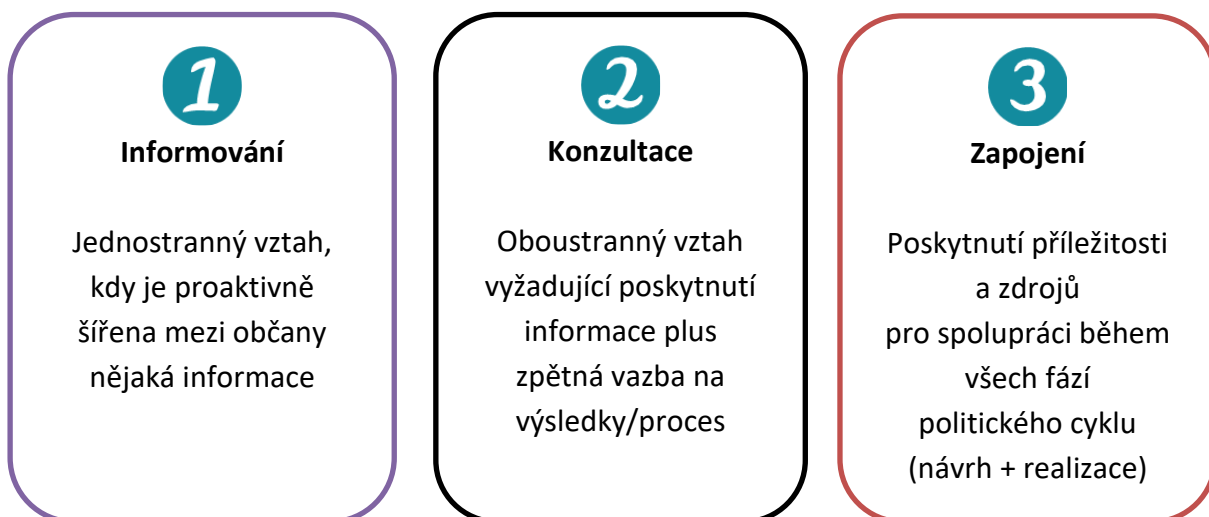 1
Informování
Jednostranný vztah,
kdy je proaktivně
šířena mezi občany
nějaká informace
2
Konzultace
Oboustranný vztah
vyžadující poskytnutí
informace plus
zpětná vazba na
výsledky/proces
3
Zapojení
Poskytnutí příležitosti
a zdrojů
pro spolupráci během
všech fází
politického cyklu
(návrh + realizace)